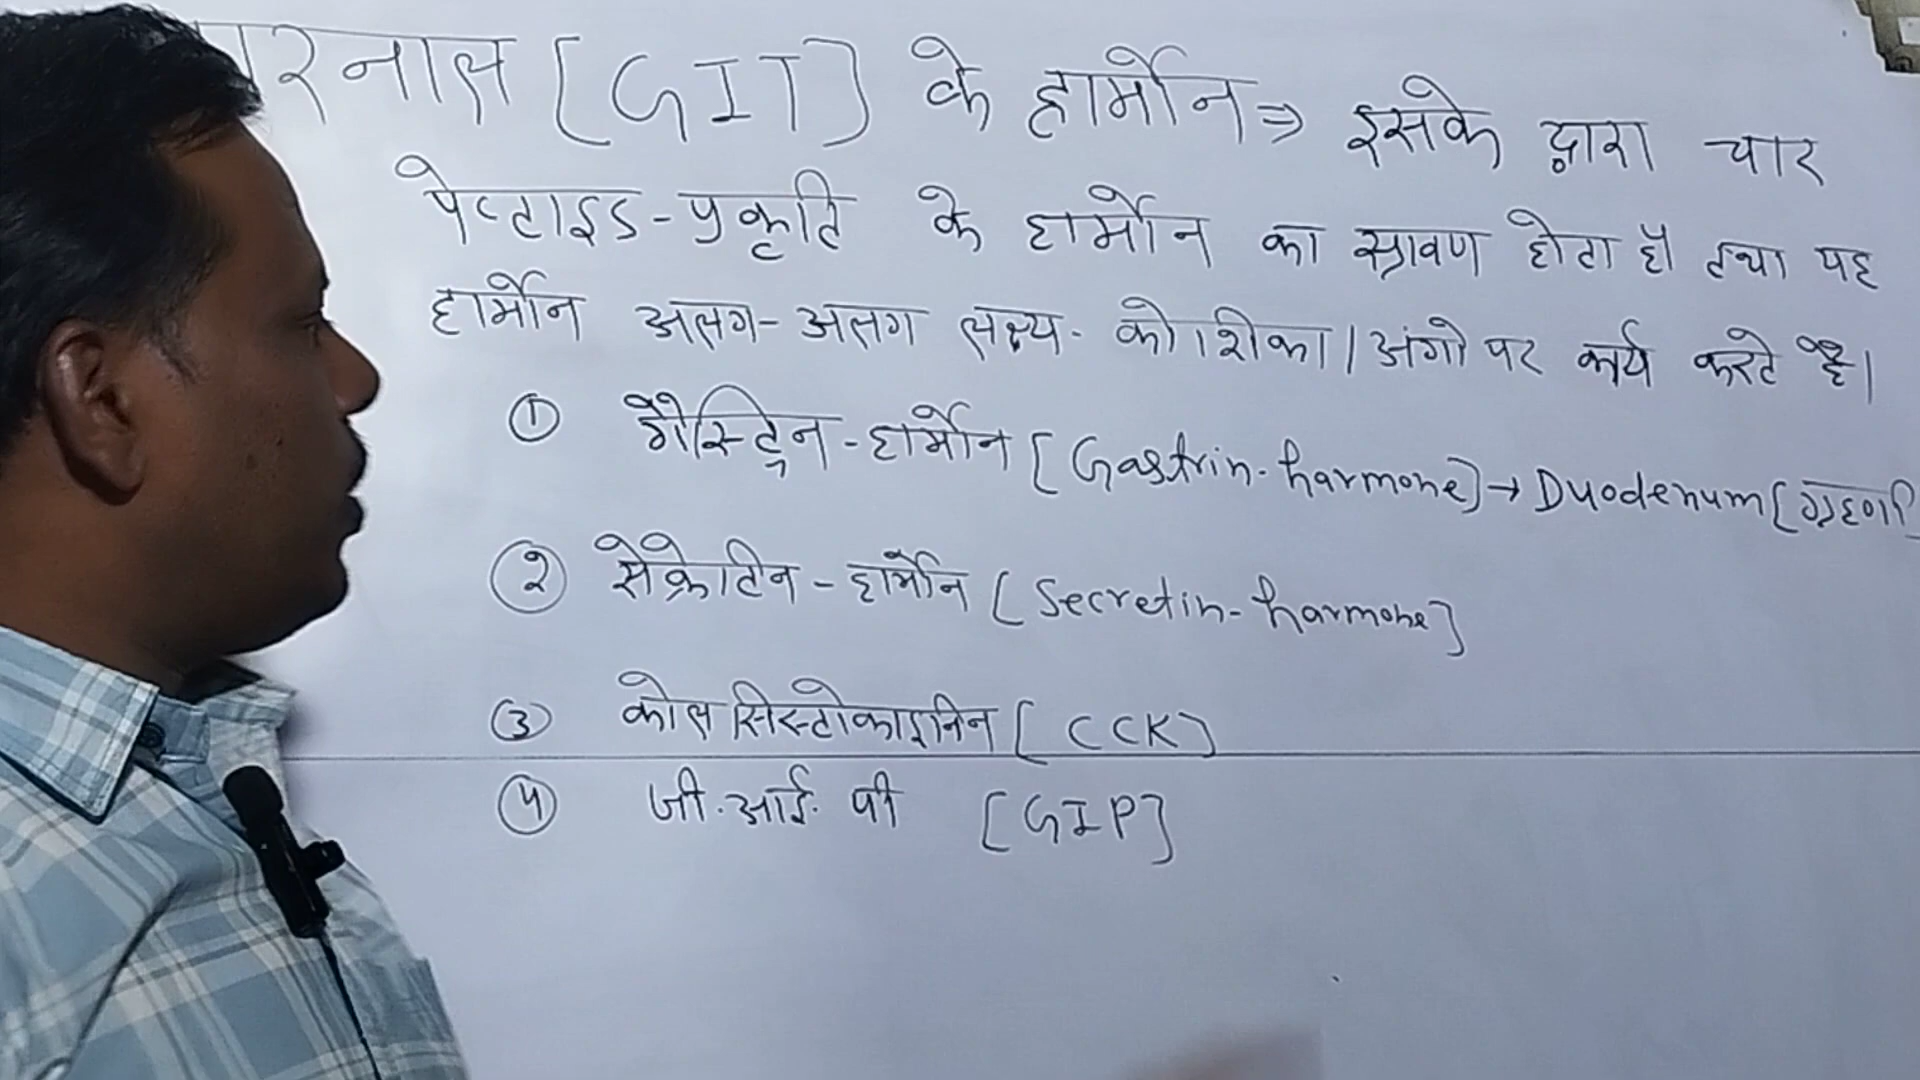 [GIT] के हार्मोन ⇒ इसके द्वारा चार
पेप्टाइड - प्रकृति के हार्मोन का स्रावण होता है तथा यह
हार्मोन अलग - अलग लक्ष्य - कोशिका / अंगो पर कार्य करते है।
① गैस्ट्रिन - हार्मोन [Gastrin - harmone] → Duodenum [ग्रहणी
② सेक्रेटिन - हार्मोन [Secretin - harmone]
③ कोलसिस्टोकाइनिन [CCK]
④ जी. आई. पी [GIP]